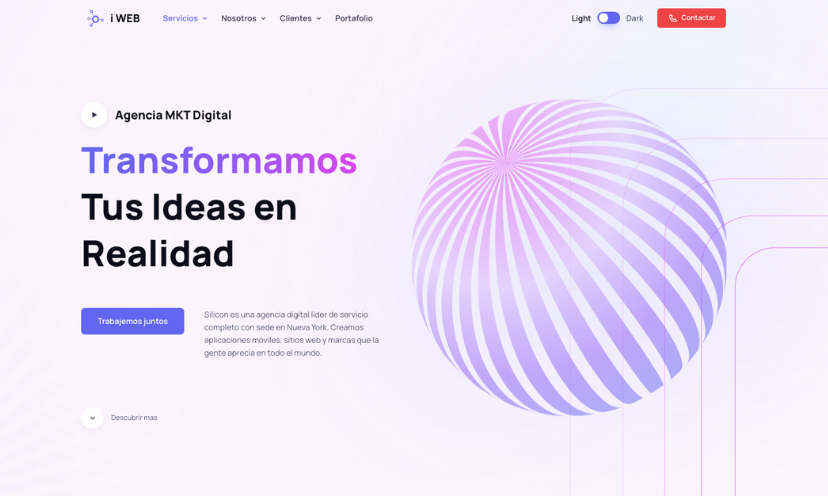 i WEB
Servicios
Nosotros
Clientes
Portafolio
Light
Dark
Contactar
Agencia MKT Digital
Transformamos
Tus Ideas en
Realidad
Trabajemos juntos
Silicon es una agencia digital líder de servicio
completo con sede en Nueva York. Creamos
aplicaciones móviles, sitios web y marcas que la
gente aprecia en todo el mundo.
Descubrir mas